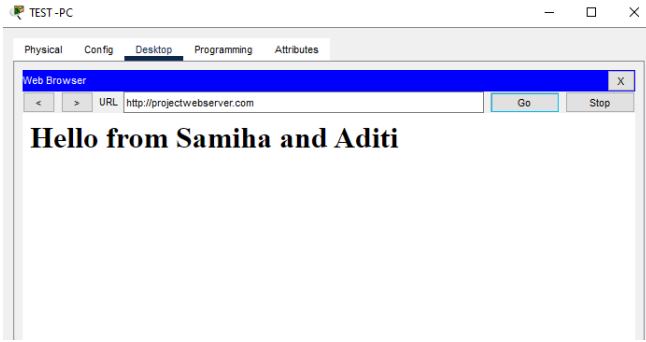 TEST -PC
Physical Config Desktop Programming Attributes
Web Browser X
< > URL http://projectwebserver.com Go Stop
Hello from Samiha and Aditi